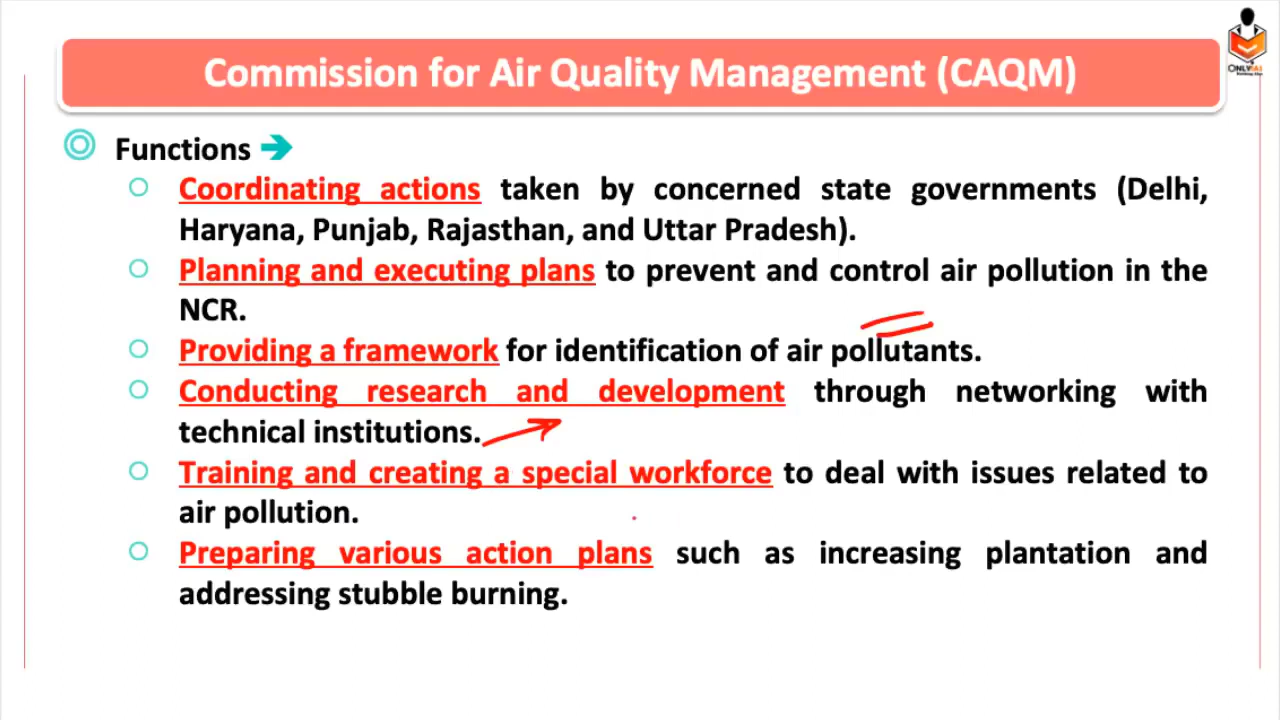 Commission for Air Quality Management (CAQM)
ONLYIAS
Functions
Coordinating actions taken by concerned state governments (Delhi,
Haryana, Punjab, Rajasthan, and Uttar Pradesh).
Planning and executing plans to prevent and control air pollution in the
NCR.
Providing a framework for identification of air pollutants.
Conducting research and development through networking with
technical institutions.
Training and creating a special workforce to deal with issues related to
air pollution.
Preparing various action plans such as increasing plantation and
addressing stubble burning.